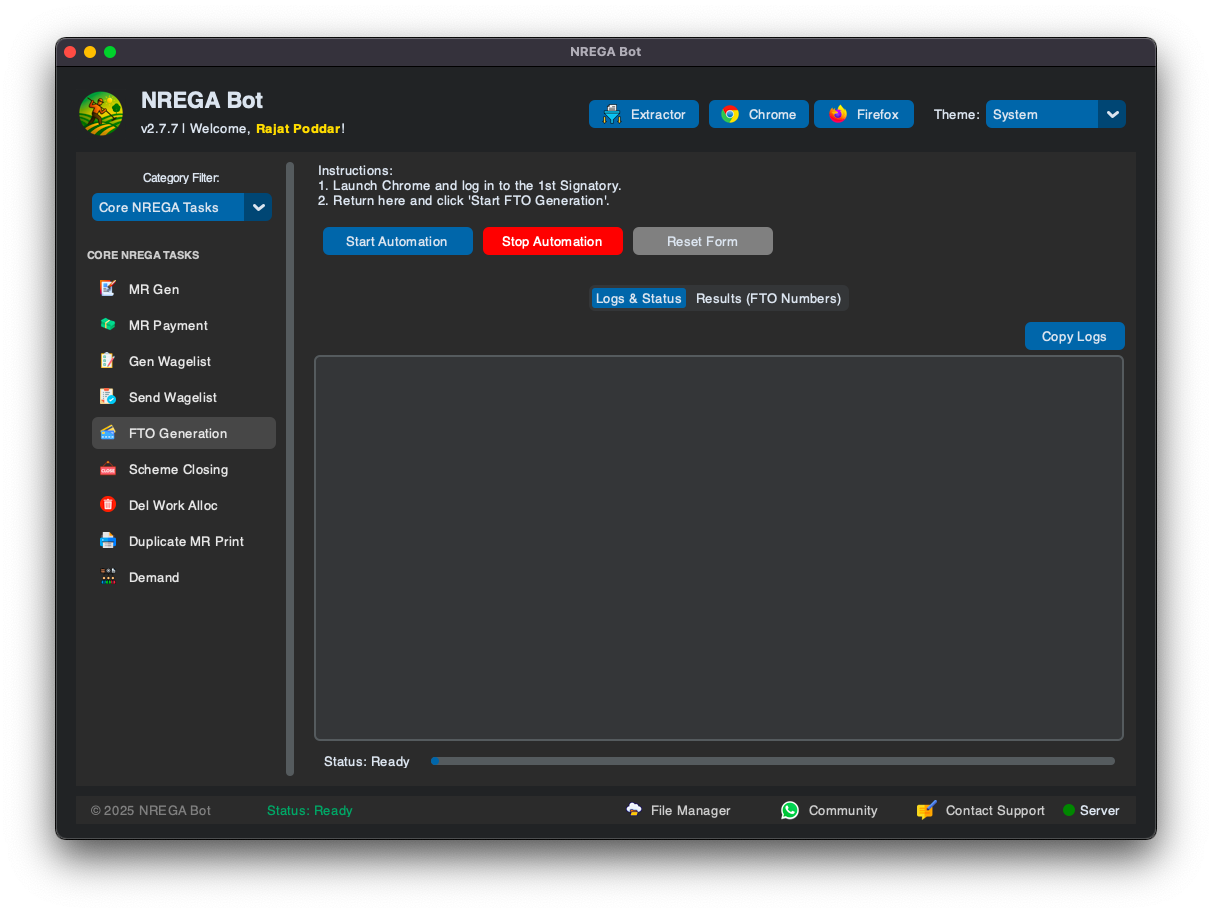 NREGA Bot
NREGA Bot
v2.7.7 | Welcome, Rajat Poddar!
Extractor
Chrome
Firefox
Theme:
System
Category Filter:
Core NREGA Tasks
CORE NREGA TASKS
MR Gen
MR Payment
Gen Wagelist
Send Wagelist
FTO Generation
Scheme Closing
Del Work Alloc
Duplicate MR Print
Demand
Instructions:
1. Launch Chrome and log in to the 1st Signatory.
2. Return here and click 'Start FTO Generation'.
Start Automation
Stop Automation
Reset Form
Logs & Status
Results (FTO Numbers)
Copy Logs
Status: Ready
© 2025 NREGA Bot
Status: Ready
File Manager
Community
Contact Support
Server